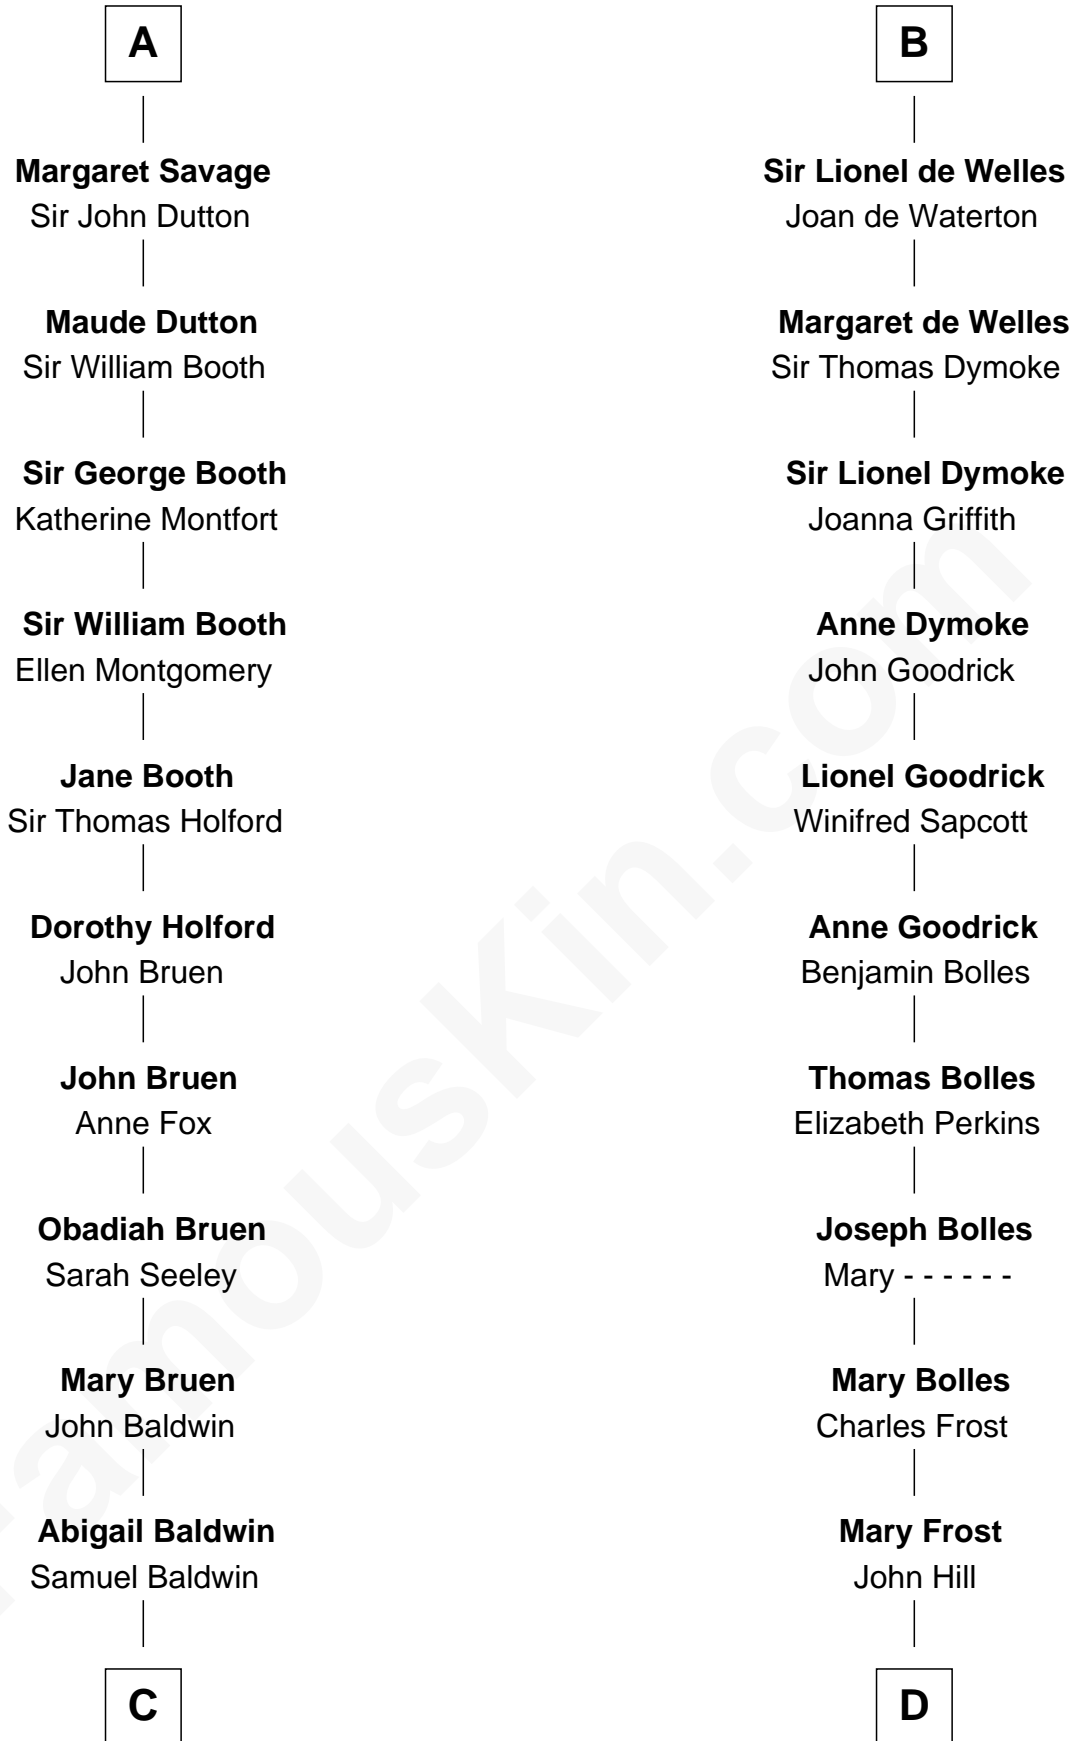 A
Margaret Savage
Sir John Dutton
Maude Dutton
Sir William Booth
Sir George Booth
Katherine Montfort
Sir William Booth
Ellen Montgomery
Jane Booth
Sir Thomas Holford
Dorothy Holford
John Bruen
John Bruen
Anne Fox
Obadiah Bruen
Sarah Seeley
Mary Bruen
John Baldwin
Abigail Baldwin
Samuel Baldwin
C
B
Sir Lionel de Welles
Joan de Waterton
Margaret de Welles
Sir Thomas Dymoke
Sir Lionel Dymoke
Joanna Griffith
Anne Dymoke
John Goodrick
Lionel Goodrick
Winifred Sapcott
Anne Goodrick
Benjamin Bolles
Thomas Bolles
Elizabeth Perkins
Joseph Bolles
Mary - - - - - -
Mary Bolles
Charles Frost
Mary Frost
John Hill
D
FamousKin.com